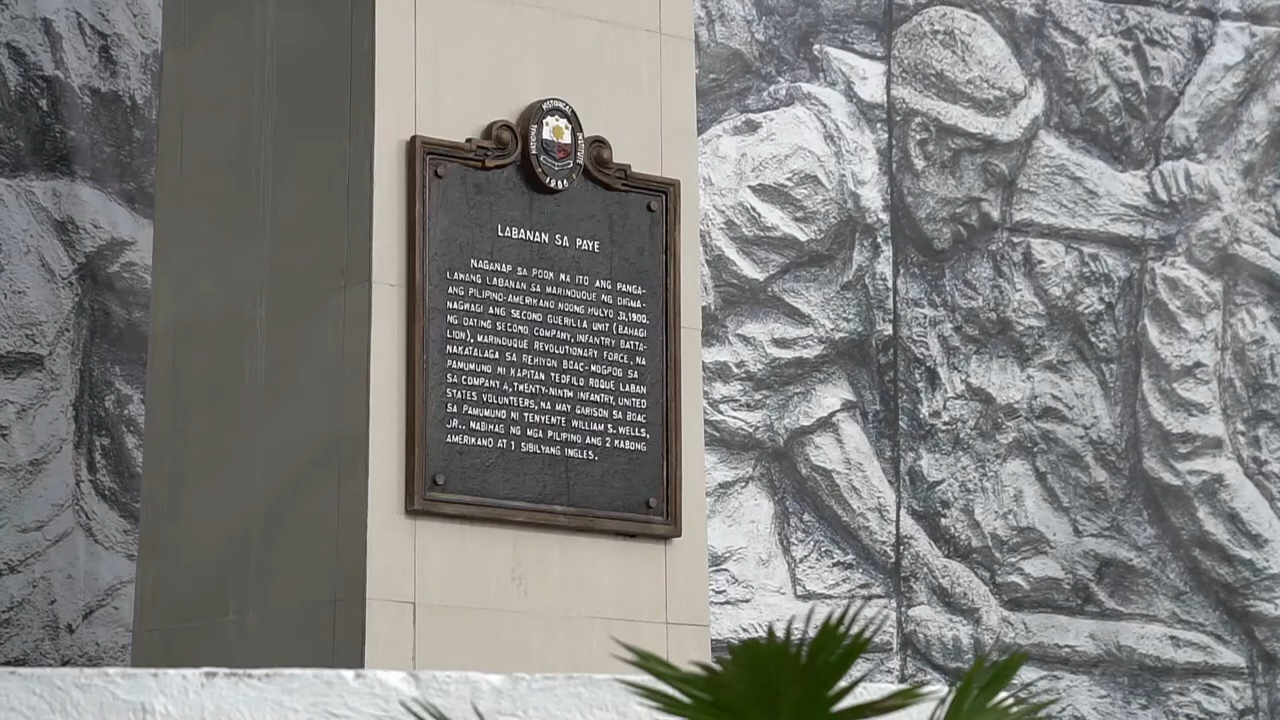 NATIONAL HISTORICAL INSTITUTE
1986
LABANAN SA PAYE
NAGANAP SA POOK NA ITO ANG PANGA-
LAWANG LABANAN SA MARINDUQUE NG DIGMA-
ANG PILIPINO-AMERIKANO NOONG HULYO 31,1900.
NAGWAGI ANG SECOND GUERILLA UNIT (BAHAGI
NG DATING SECOND COMPANY, INFANTRY BATTA-
LION), MARINDUQUE REVOLUTIONARY FORCE, NA
NAKATALAGA SA REHIYON BOAC-MOGPOG SA
PAMUMUNO NI KAPITAN TEOFILO ROQUE LABAN
SA COMPANY A, TWENTY-NINTH INFANTRY, UNITED
STATES VOLUNTEERS, NA MAY GARISON SA BOAC
SA PAMUMUNO NI TENYENTE WILLIAM S. WELLS,
JR., NABIHAG NG MGA PILIPINO ANG 2 KABONG
AMERIKANO AT 1 SIBILYANG INGLES.